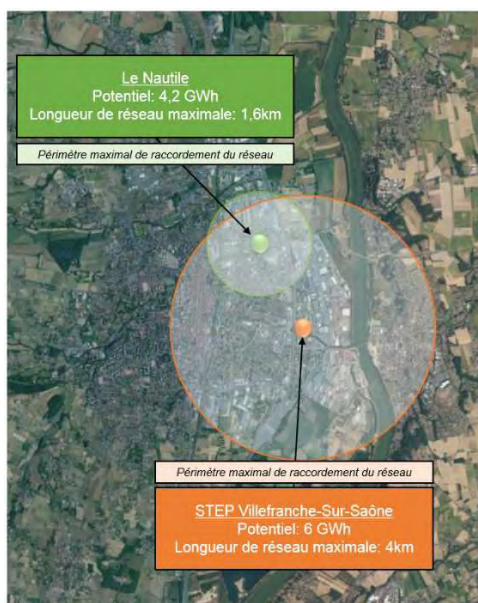 Le Nautile
Potentiel: 4,2 GWh
Longueur de réseau maximale: 1,6km
Périmètre maximal de raccordement du réseau
Périmètre maximal de raccordement du réseau
STEP Villefranche-Sur-Saône
Potentiel: 6 GWh
Longueur de réseau maximale: 4km